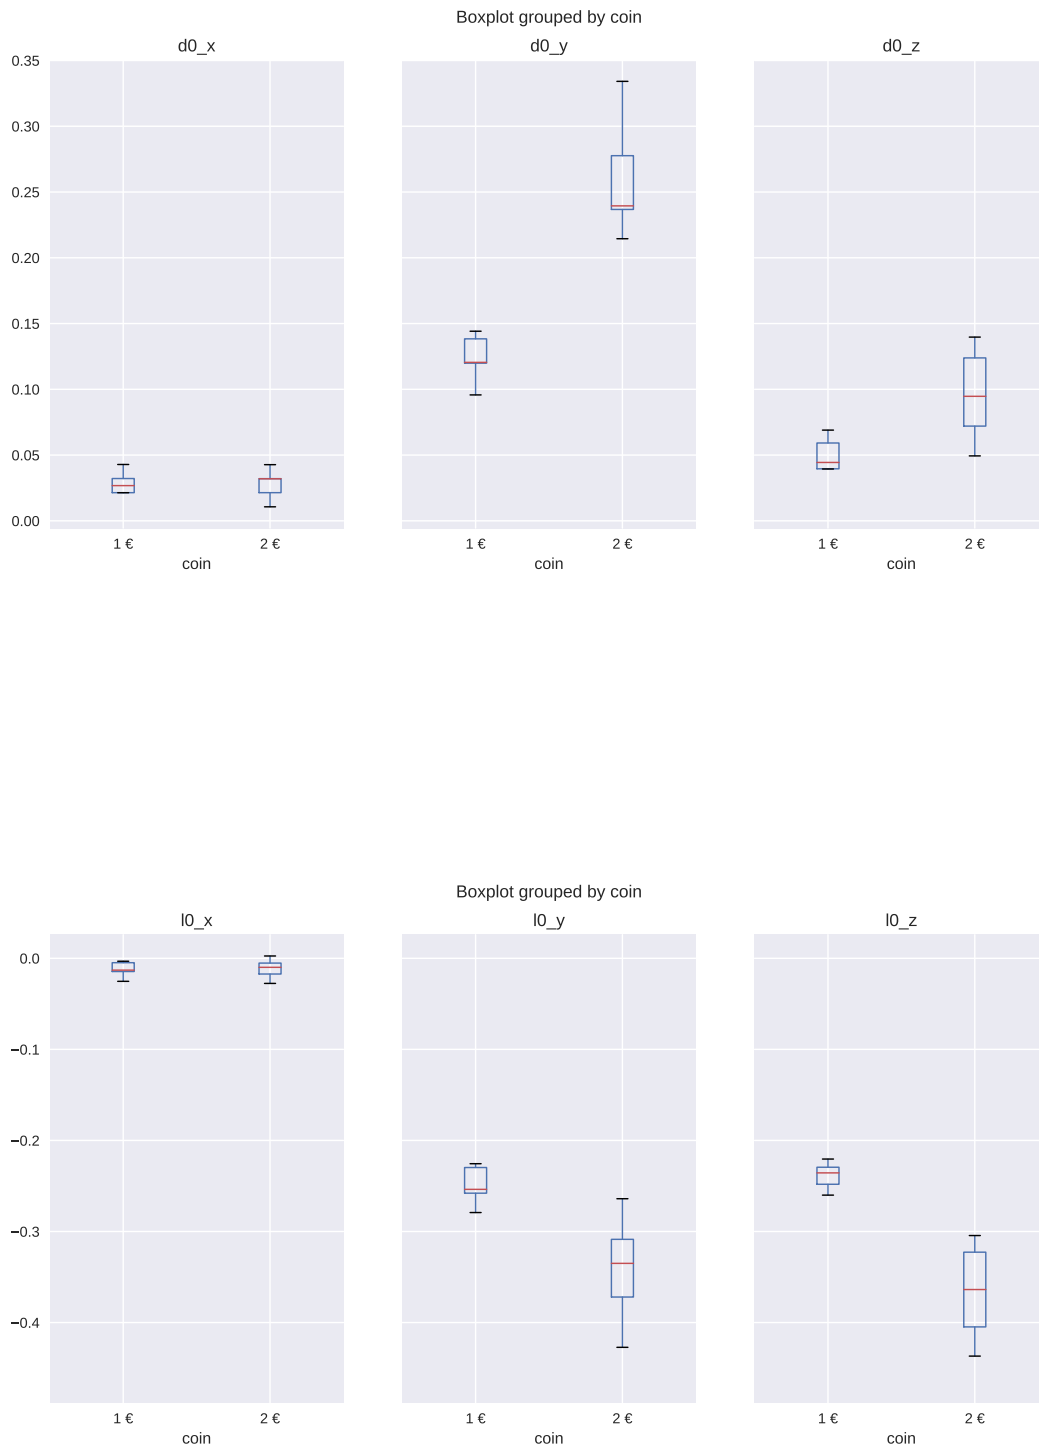 Boxplot grouped by coin
d0_x d0_y d0_z
0.35
0.30
0.25
0.20
0.15
0.10
0.05
0.00
1 € 2 € 1 € 2 € 1 € 2 €
coin coin coin
Boxplot grouped by coin
l0_x l0_y l0_z
0.0
−0.1
−0.2
−0.3
−0.4
1 € 2 € 1 € 2 € 1 € 2 €
coin coin coin